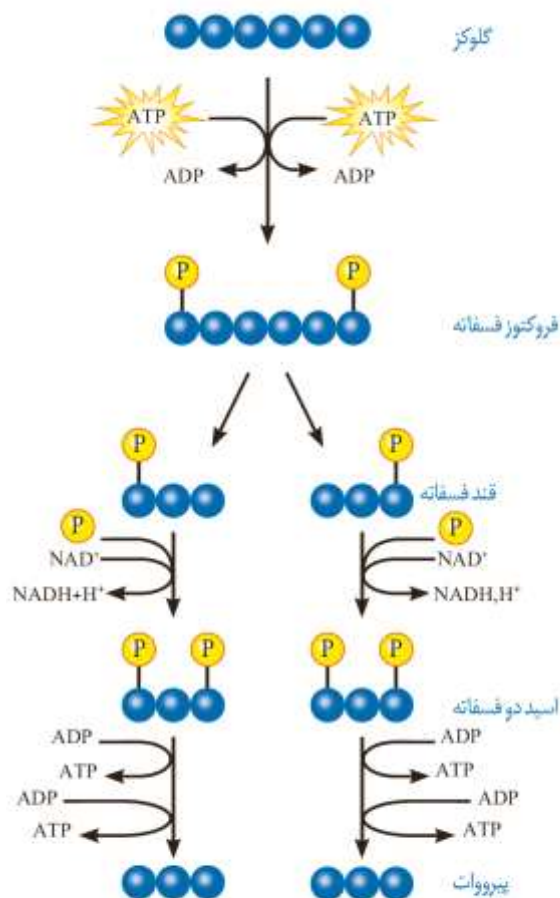 گلوکز
ATP ATP
ADP ADP
P P
فروکتوز فسفاته
P P
قند فسفاته
P P
NAD⁺ NAD⁺
NADH+H⁺ NADH,H⁺
P P P P
اسید دو فسفاته
ADP ADP
ATP ATP
ADP ADP
ATP ATP
پیرووات